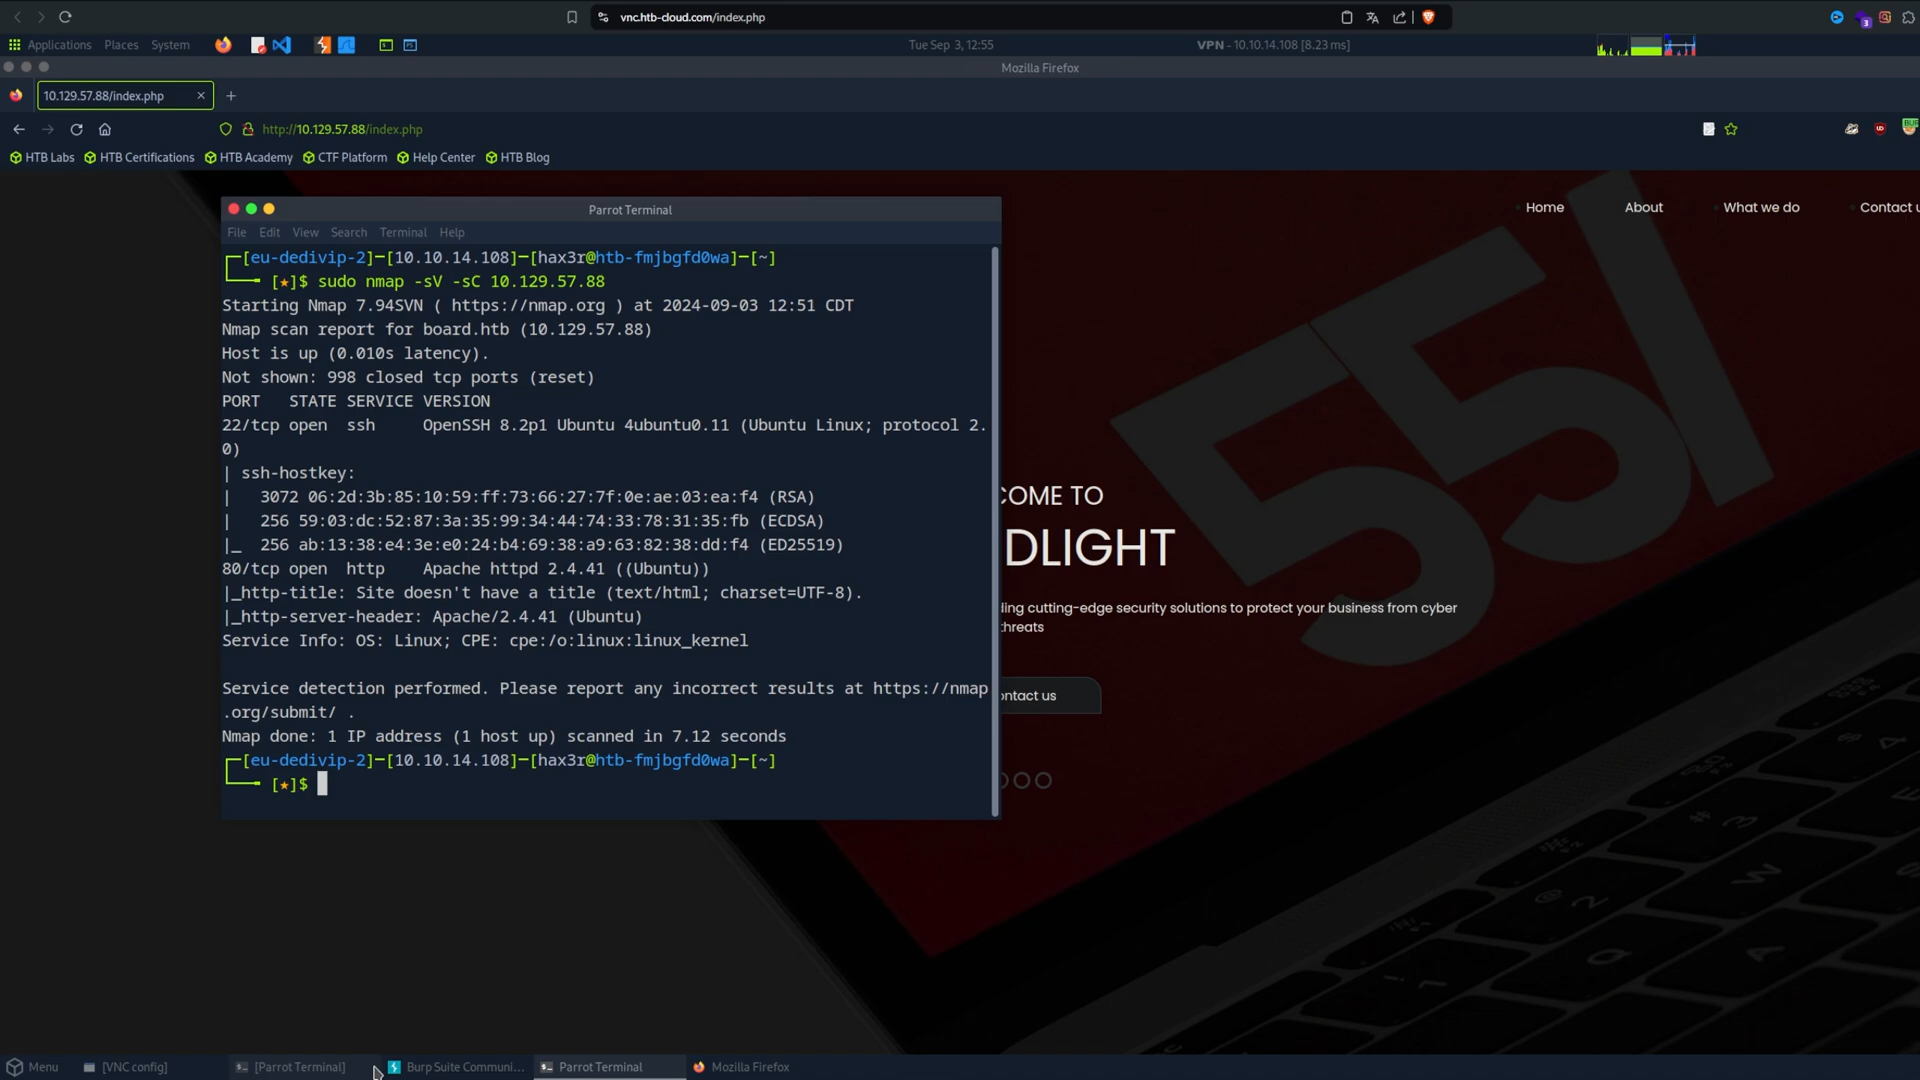 vnc.htb-cloud.com/index.php
3
Applications Places System
Tue Sep 3, 12:55
VPN - 10.10.14.108 [8.23 ms]
Mozilla Firefox
10.129.57.88/index.php
http://10.129.57.88/index.php
HTB Labs HTB Certifications HTB Academy CTF Platform Help Center HTB Blog
Home About What we do Contact u
Parrot Terminal
File Edit View Search Terminal Help
┌─[eu-dedivip-2]─[10.10.14.108]─[hax3r@htb-fmjbgfd0wa]─[~]
└── [★]$ sudo nmap -sV -sC 10.129.57.88
Starting Nmap 7.94SVN ( https://nmap.org ) at 2024-09-03 12:51 CDT
Nmap scan report for board.htb (10.129.57.88)
Host is up (0.010s latency).
Not shown: 998 closed tcp ports (reset)
PORT   STATE SERVICE VERSION
22/tcp open  ssh     OpenSSH 8.2p1 Ubuntu 4ubuntu0.11 (Ubuntu Linux; protocol 2.
0)
| ssh-hostkey:
|   3072 06:2d:3b:85:10:59:ff:73:66:27:7f:0e:ae:03:ea:f4 (RSA)
|   256 59:03:dc:52:87:3a:35:99:34:44:74:33:78:31:35:fb (ECDSA)
|_  256 ab:13:38:e4:3e:e0:24:b4:69:38:a9:63:82:38:dd:f4 (ED25519)
80/tcp open  http    Apache httpd 2.4.41 ((Ubuntu))
|_http-title: Site doesn't have a title (text/html; charset=UTF-8).
|_http-server-header: Apache/2.4.41 (Ubuntu)
Service Info: OS: Linux; CPE: cpe:/o:linux:linux_kernel
Service detection performed. Please report any incorrect results at https://nmap
.org/submit/ .
Nmap done: 1 IP address (1 host up) scanned in 7.12 seconds
┌─[eu-dedivip-2]─[10.10.14.108]─[hax3r@htb-fmjbgfd0wa]─[~]
└── [★]$
COME TO
DLIGHT
ding cutting-edge security solutions to protect your business from cyber
threats
ontact us
Menu [VNC config] [Parrot Terminal] Burp Suite Communi... Parrot Terminal Mozilla Firefox